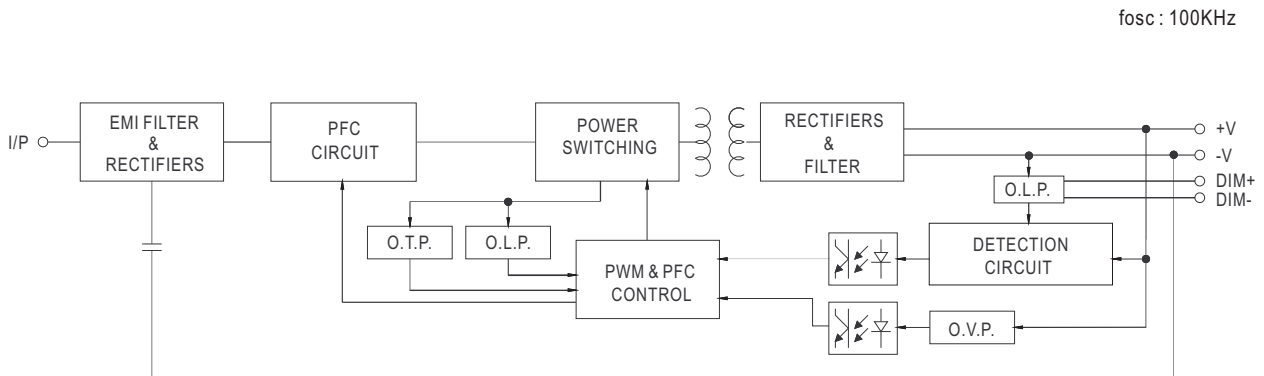 fosc : 100KHz
I/P
EMI FILTER
&
RECTIFIERS
PFC
CIRCUIT
POWER
SWITCHING
RECTIFIERS
&
FILTER
+V
-V
DIM+
DIM-
O.L.P.
O.T.P.
O.L.P.
PWM & PFC
CONTROL
DETECTION
CIRCUIT
O.V.P.